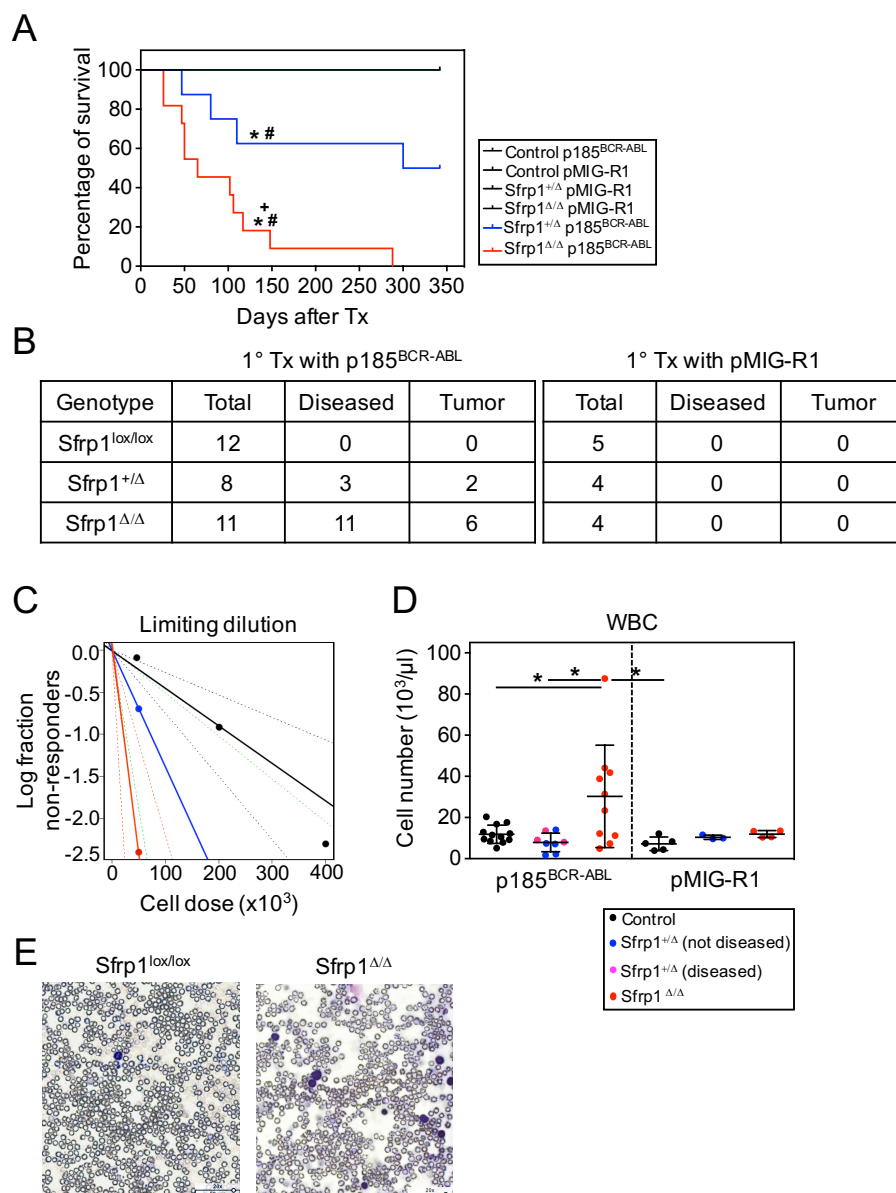 A
Percentage of survival
100
80
60
40
20
0
* #
+
* #
0 50 100 150 200 250 300 350
Days after Tx
Control p185BCR-ABL
Control pMIG-R1
Sfrp1+/Δ pMIG-R1
Sfrp1Δ/Δ pMIG-R1
Sfrp1+/Δ p185BCR-ABL
Sfrp1Δ/Δ p185BCR-ABL
B
1° Tx with p185BCR-ABL 1° Tx with pMIG-R1
Genotype Total Diseased Tumor Total Diseased Tumor
Sfrp1lox/lox 12 0 0 5 0 0
Sfrp1+/Δ 8 3 2 4 0 0
Sfrp1Δ/Δ 11 11 6 4 0 0
C
Limiting dilution
Log fraction
non-responders
0.0
-0.5
-1.0
-1.5
-2.0
-2.5
0 100 200 300 400
Cell dose (x10³)
D
WBC
Cell number (10³/µl)
100
80
60
40
20
0
* * *
p185BCR-ABL pMIG-R1
Control
Sfrp1+/Δ (not diseased)
Sfrp1+/Δ (diseased)
Sfrp1 Δ/Δ
E
Sfrp1lox/lox Sfrp1Δ/Δ
20x
20x